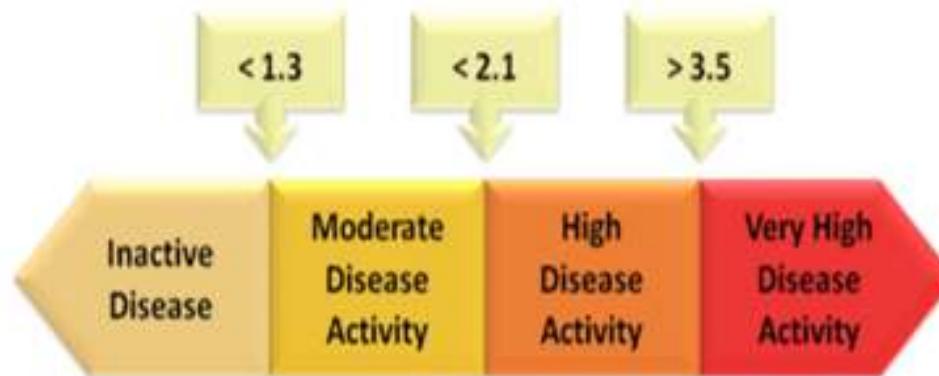 < 1.3
< 2.1
> 3.5
Inactive
Disease
Moderate
Disease
Activity
High
Disease
Activity
Very High
Disease
Activity